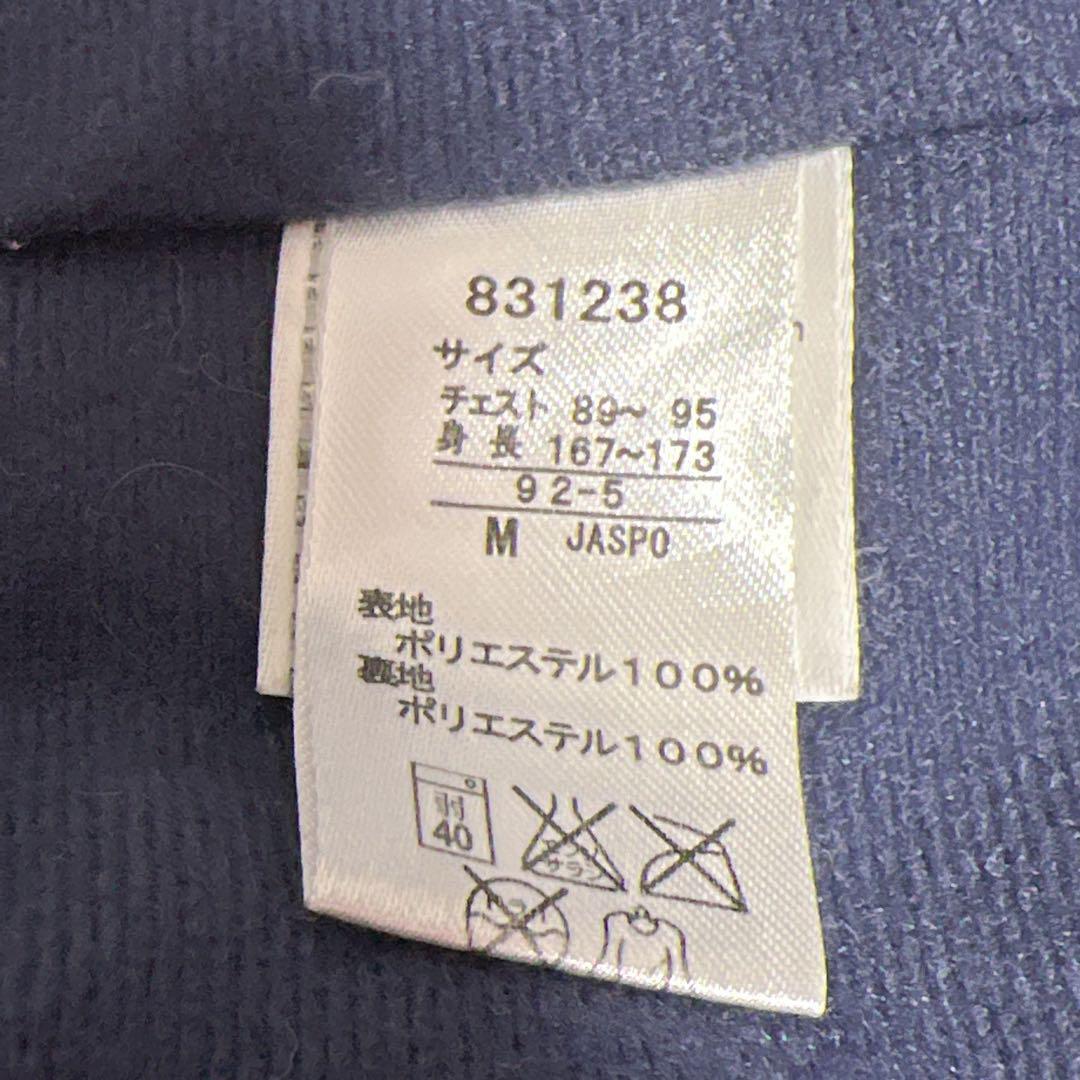 831238
サイズ
チェスト 89～ 95
身長 167～173
92-5
M JASPO
表地
ポリエステル100%
裏地
ポリエステル100%
40